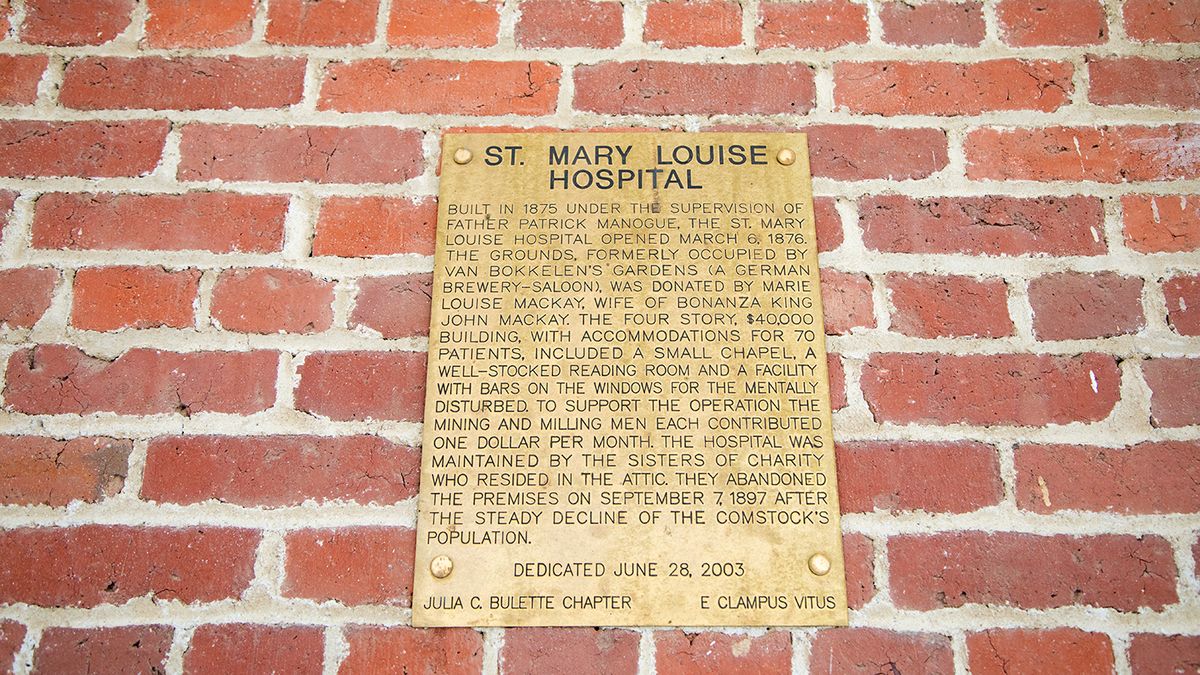 ST. MARY LOUISE
HOSPITAL
BUILT IN 1875 UNDER THE SUPERVISION OF
FATHER PATRICK MANOGUE, THE ST. MARY
LOUISE HOSPITAL OPENED MARCH 6, 1876.
THE GROUNDS, FORMERLY OCCUPIED BY
VAN BOKKELEN'S GARDENS (A GERMAN
BREWERY-SALOON), WAS DONATED BY MARIE
LOUISE MACKAY, WIFE OF BONANZA KING
JOHN MACKAY. THE FOUR STORY, $40,000
BUILDING, WITH ACCOMMODATIONS FOR 70
PATIENTS, INCLUDED A SMALL CHAPEL, A
WELL-STOCKED READING ROOM AND A FACILITY
WITH BARS ON THE WINDOWS FOR THE MENTALLY
DISTURBED. TO SUPPORT THE OPERATION THE
MINING AND MILLING MEN EACH CONTRIBUTED
ONE DOLLAR PER MONTH. THE HOSPITAL WAS
MAINTAINED BY THE SISTERS OF CHARITY
WHO RESIDED IN THE ATTIC. THEY ABANDONED
THE PREMISES ON SEPTEMBER 7, 1897 AFTER
THE STEADY DECLINE OF THE COMSTOCK'S
POPULATION.
DEDICATED JUNE 28, 2003
JULIA C. BULETTE CHAPTER E CLAMPUS VITUS